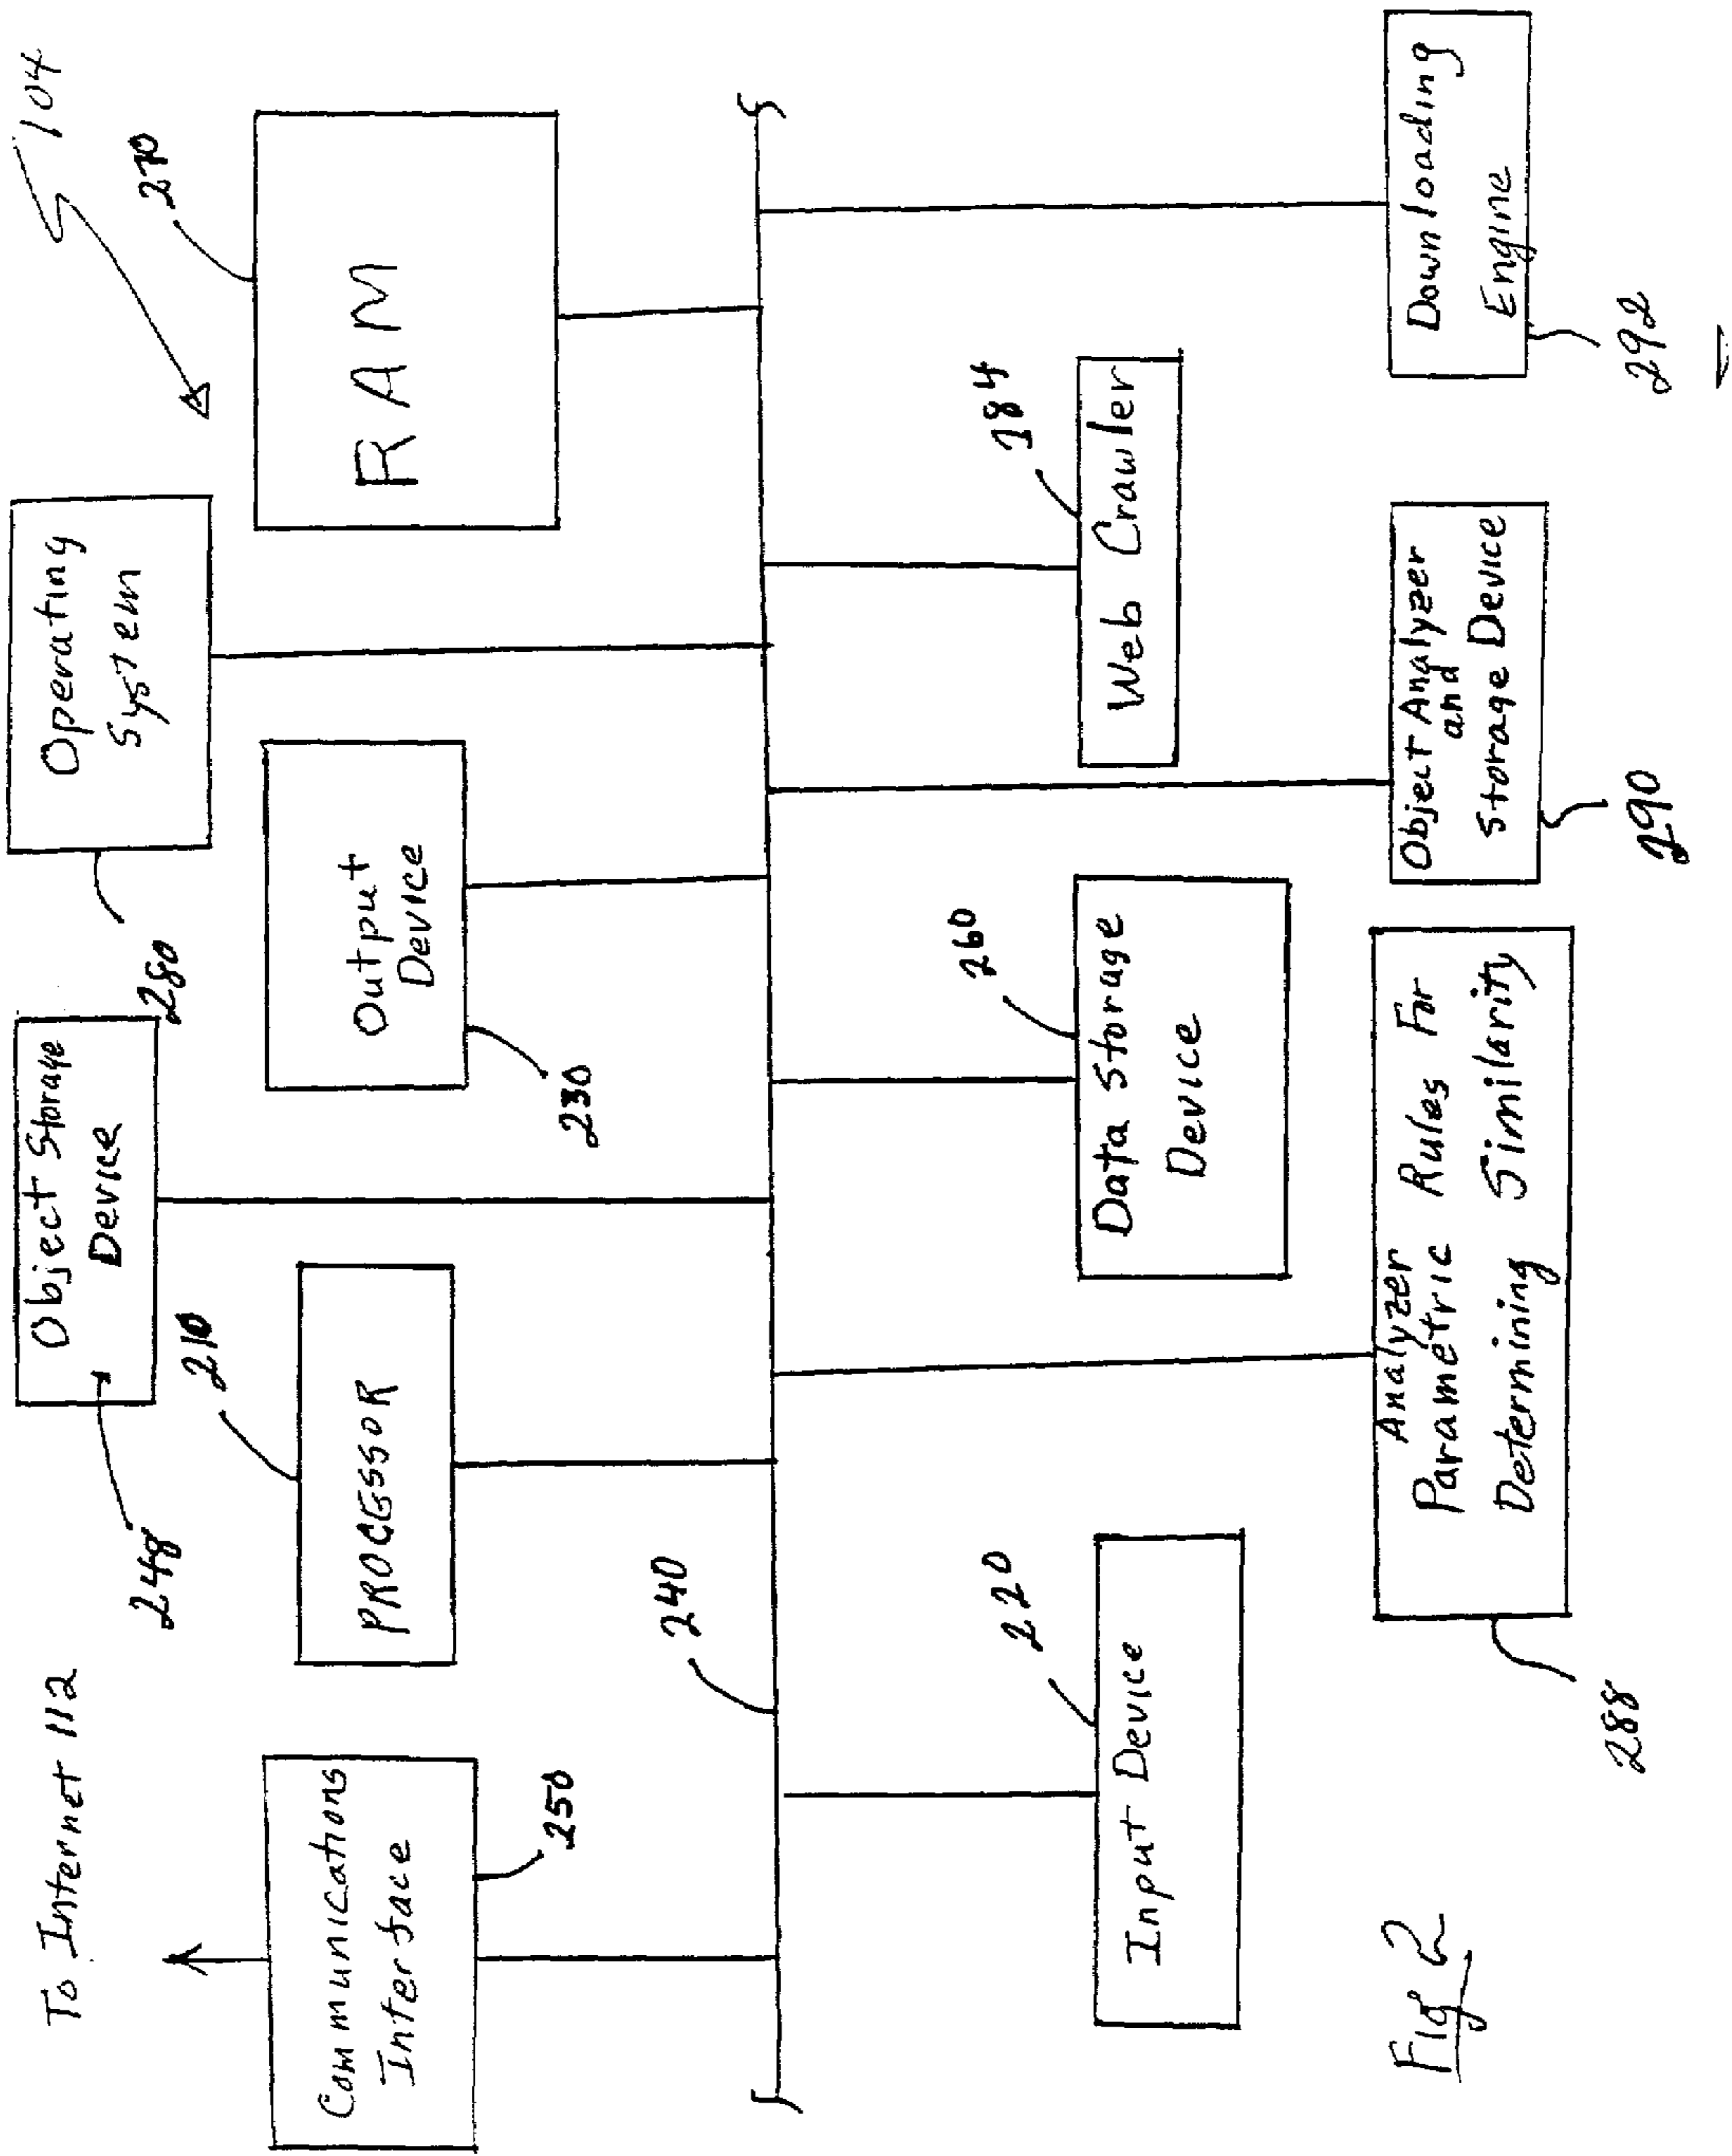 To Internet 112
Communications
Interface
250
248
Object Storage
Device
210
PROCESSOR
280
Operating
System
Output
Device
230
104
270
RAM
240
220
Input Device
260
Data Storage
Device
284
Web Crawler
Analyzer
Parametric Rules For
Determining Similarity
288
Object Analyzer
and
Storage Device
290
Downloading
Engine
292
Fig 2